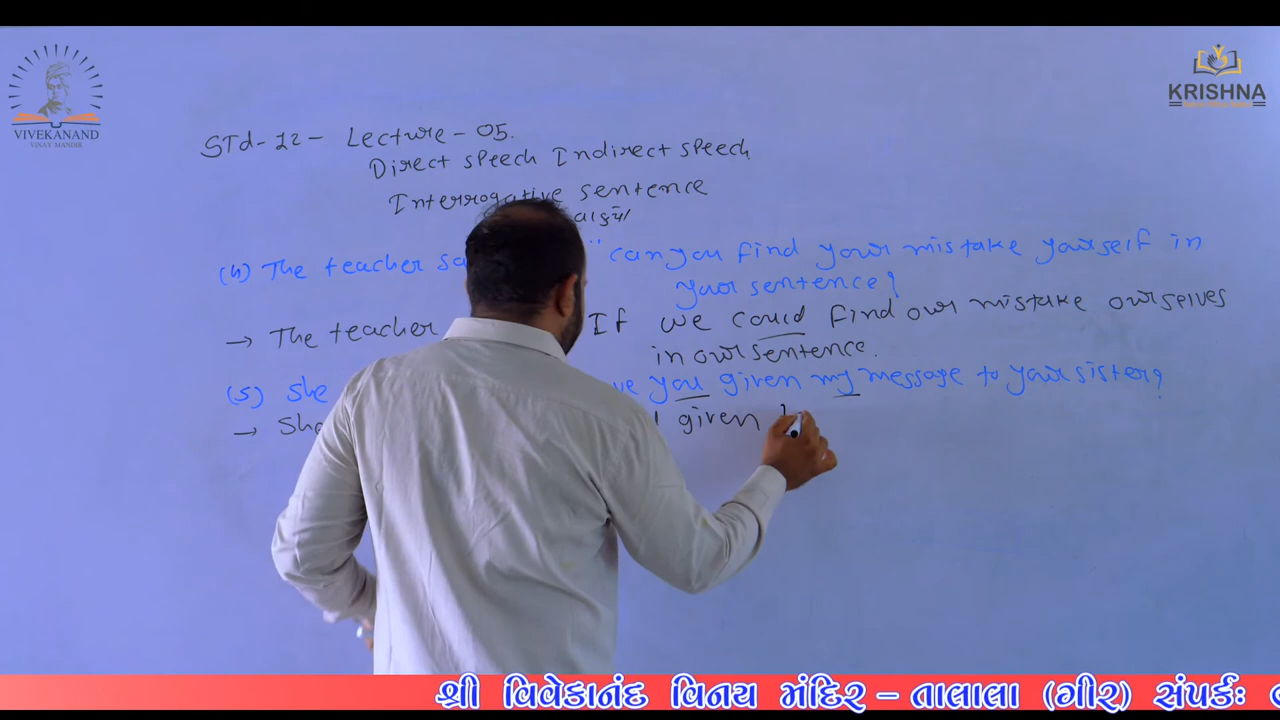 VIVEKANAND
VINAY MANDIR
KRISHNA
STd-12 - Lecture - 05.
Direct speech Indirect speech
Interrogative sentence
(4) The teacher sa " can you find your mistake yourself in
your sentence?
→ The teacher If we could find our mistake ourselves
in our sentence.
(5) She ve you given my message to your sister?
→ She given
શ્રી વિવેકાનંદ વિનય મંદિર – તાલાલા (ગીર) સંપર્કઃ